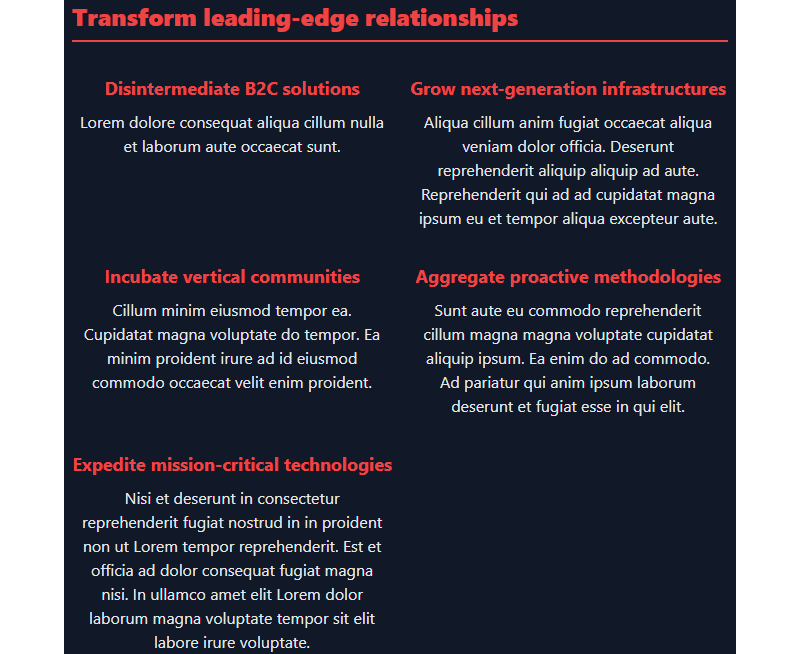 Transform leading-edge relationships
Disintermediate B2C solutions
Lorem dolore consequat aliqua cillum nulla
et laborum aute occaecat sunt.
Grow next-generation infrastructures
Aliqua cillum anim fugiat occaecat aliqua
veniam dolor officia. Deserunt
reprehenderit aliquip aliquip ad aute.
Reprehenderit qui ad ad cupidatat magna
ipsum eu et tempor aliqua excepteur aute.
Incubate vertical communities
Cillum minim eiusmod tempor ea.
Cupidatat magna voluptate do tempor. Ea
minim proident irure ad id eiusmod
commodo occaecat velit enim proident.
Aggregate proactive methodologies
Sunt aute eu commodo reprehenderit
cillum magna magna voluptate cupidatat
aliquip ipsum. Ea enim do ad commodo.
Ad pariatur qui anim ipsum laborum
deserunt et fugiat esse in qui elit.
Expedite mission-critical technologies
Nisi et deserunt in consectetur
reprehenderit fugiat nostrud in in proident
non ut Lorem tempor reprehenderit. Est et
officia ad dolor consequat fugiat magna
nisi. In ullamco amet elit Lorem dolor
laborum magna voluptate tempor sit elit
labore irure voluptate.